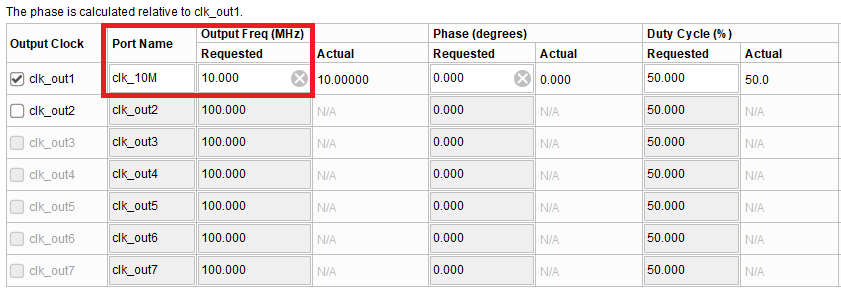 The phase is calculated relative to clk_out1.
Output Clock Port Name Output Freq (MHz) Phase (degrees) Duty Cycle (%)
Requested Actual Requested Actual Requested Actual
clk_out1 clk_10M 10.000 10.00000 0.000 0.000 50.000 50.0
clk_out2 clk_out2 100.000 N/A 0.000 N/A 50.000 N/A
clk_out3 clk_out3 100.000 N/A 0.000 N/A 50.000 N/A
clk_out4 clk_out4 100.000 N/A 0.000 N/A 50.000 N/A
clk_out5 clk_out5 100.000 N/A 0.000 N/A 50.000 N/A
clk_out6 clk_out6 100.000 N/A 0.000 N/A 50.000 N/A
clk_out7 clk_out7 100.000 N/A 0.000 N/A 50.000 N/A